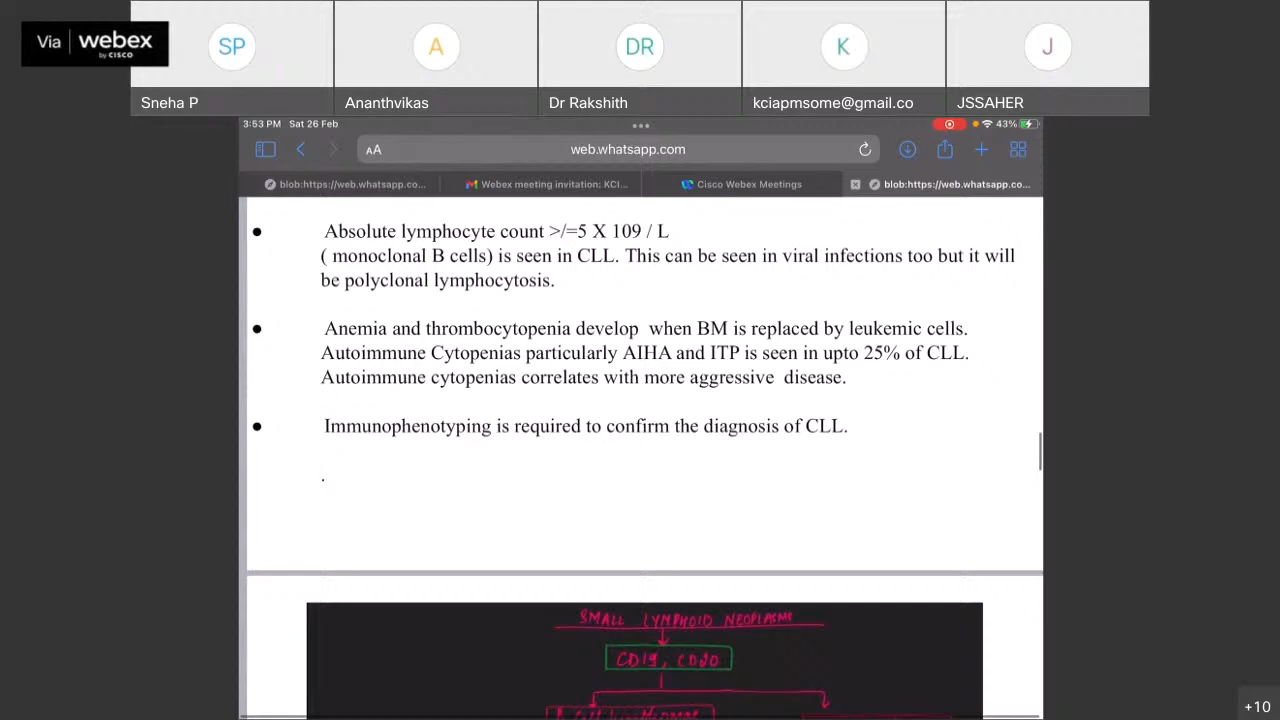 Via webex
by CISCO
SP A DR K J
Sneha P Ananthvikas Dr Rakshith kciapmsome@gmail.co JSSAHER
3:53 PM Sat 26 Feb 43%
AA web.whatsapp.com
blob:https://web.whatsapp.co... Webex meeting invitation: KCI... Cisco Webex Meetings blob:https://web.whatsapp.co...
● Absolute lymphocyte count >/=5 X 109 / L
( monoclonal B cells) is seen in CLL. This can be seen in viral infections too but it will
be polyclonal lymphocytosis.
● Anemia and thrombocytopenia develop when BM is replaced by leukemic cells.
Autoimmune Cytopenias particularly AIHA and ITP is seen in upto 25% of CLL.
Autoimmune cytopenias correlates with more aggressive disease.
● Immunophenotyping is required to confirm the diagnosis of CLL.
.
SMALL LYMPHOID NEOPLASMS
CD19, CD20
+10